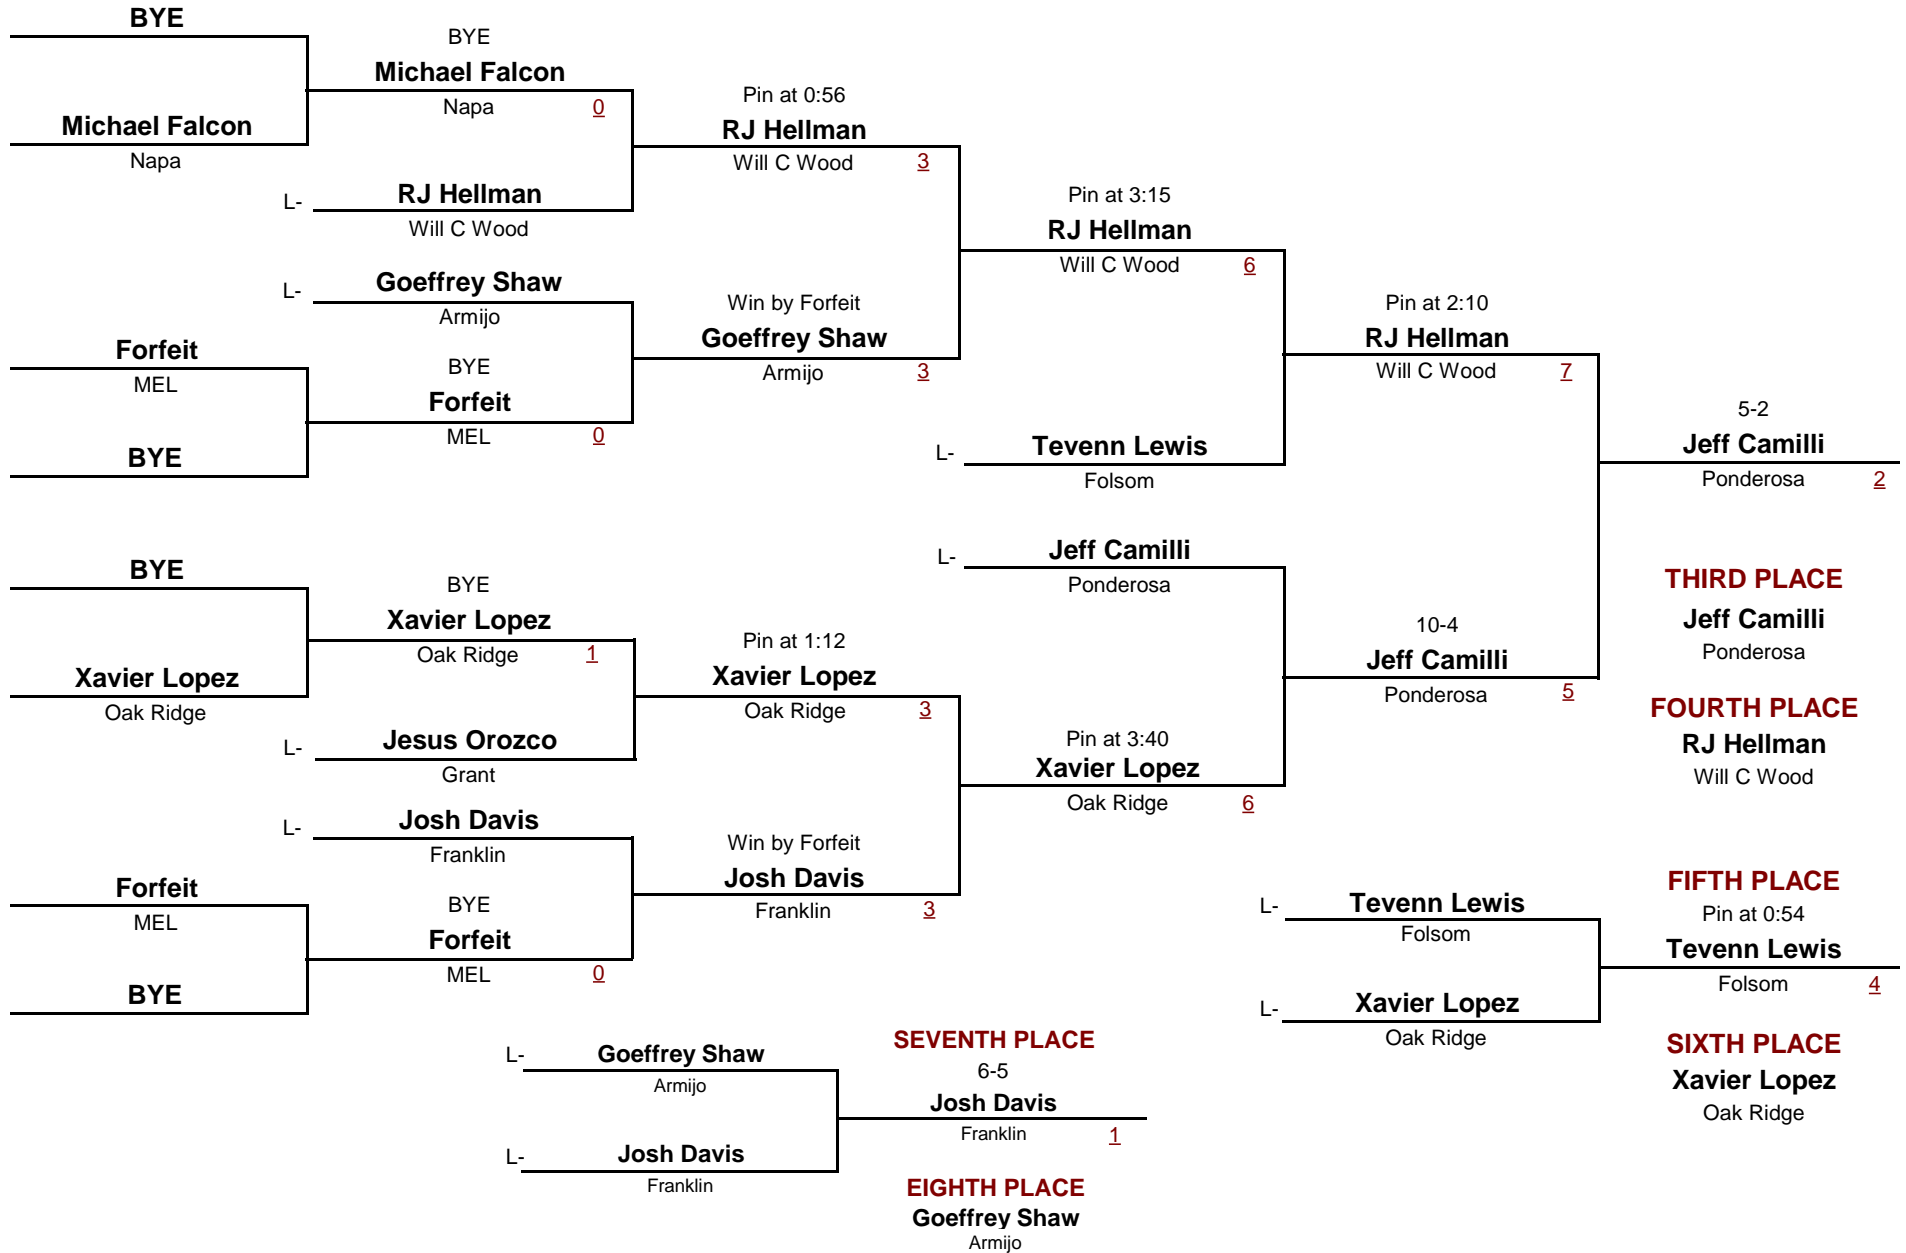 BYE
Michael Falcon
Napa
BYE
Michael Falcon
Napa 0
L- RJ Hellman
Will C Wood
Pin at 0:56
RJ Hellman
Will C Wood 3
L- Goeffrey Shaw
Armijo
Forfeit
MEL
BYE
BYE
Forfeit
MEL 0
Win by Forfeit
Goeffrey Shaw
Armijo 3
Pin at 3:15
RJ Hellman
Will C Wood 6
L- Tevenn Lewis
Folsom
Pin at 2:10
RJ Hellman
Will C Wood 7
5-2
Jeff Camilli
Ponderosa 2
BYE
Xavier Lopez
Oak Ridge
BYE
Xavier Lopez
Oak Ridge 1
L- Jesus Orozco
Grant
Pin at 1:12
Xavier Lopez
Oak Ridge 3
L- Josh Davis
Franklin
Forfeit
MEL
BYE
BYE
Forfeit
MEL 0
Win by Forfeit
Josh Davis
Franklin 3
L- Jeff Camilli
Ponderosa
Pin at 3:40
Xavier Lopez
Oak Ridge 6
10-4
Jeff Camilli
Ponderosa 5
THIRD PLACE
Jeff Camilli
Ponderosa
FOURTH PLACE
RJ Hellman
Will C Wood
L- Tevenn Lewis
Folsom
L- Xavier Lopez
Oak Ridge
FIFTH PLACE
Pin at 0:54
Tevenn Lewis
Folsom 4
SIXTH PLACE
Xavier Lopez
Oak Ridge
L- Goeffrey Shaw
Armijo
L- Josh Davis
Franklin
SEVENTH PLACE
6-5
Josh Davis
Franklin 1
EIGHTH PLACE
Goeffrey Shaw
Armijo